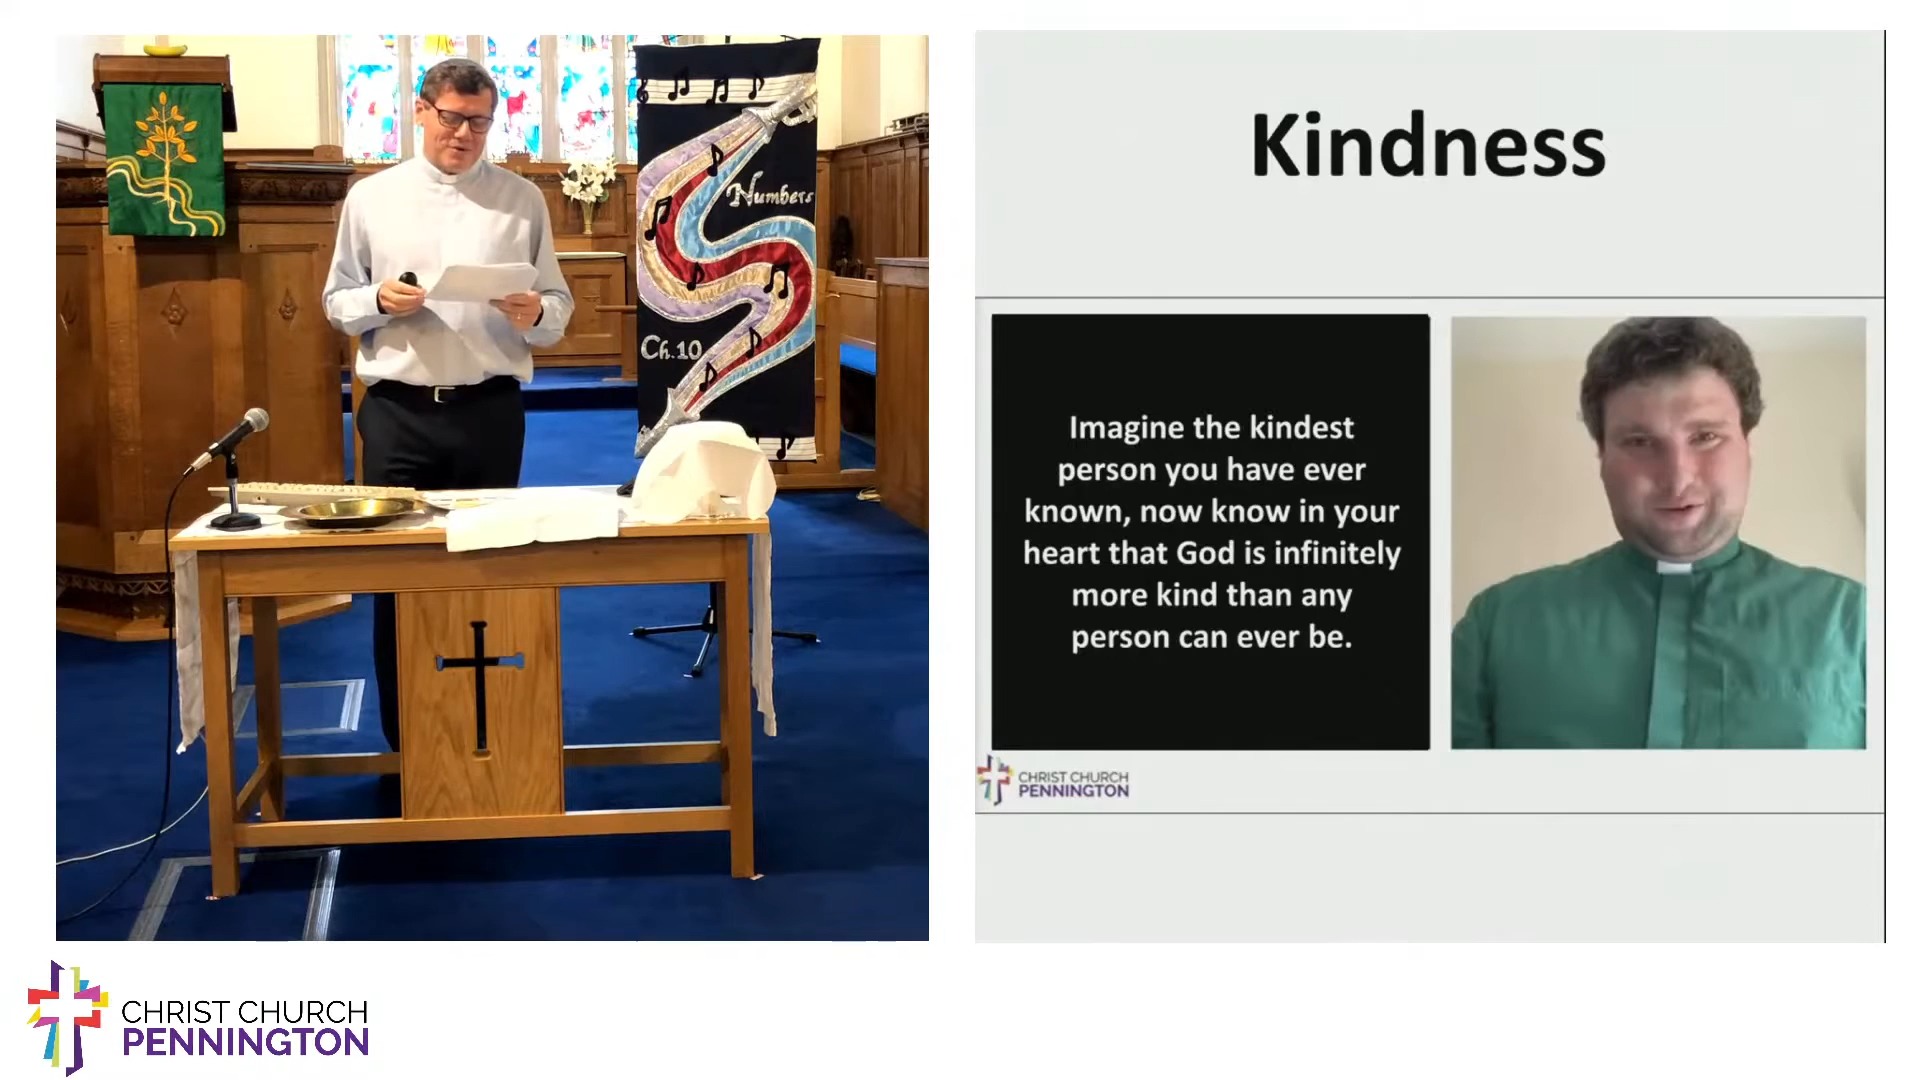 Numbers
Ch.10
Kindness
Imagine the kindest
person you have ever
known, now know in your
heart that God is infinitely
more kind than any
person can ever be.
CHRIST CHURCH
PENNINGTON
CHRIST CHURCH
PENNINGTON